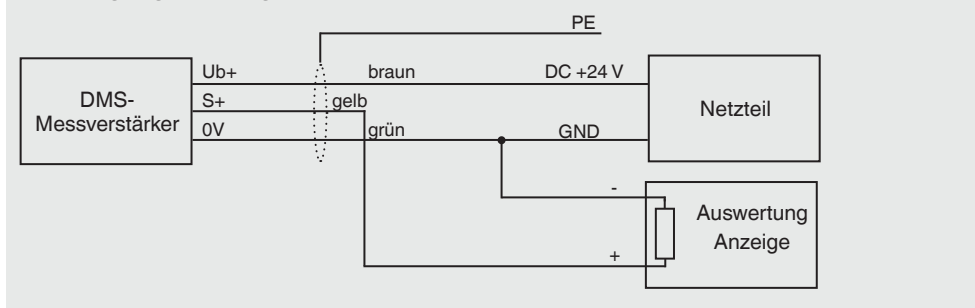 PE
Ub+ braun DC +24 V
DMS-
Messverstärker
S+ gelb
Netzteil
0V grün GND
-
Auswertung
Anzeige
+